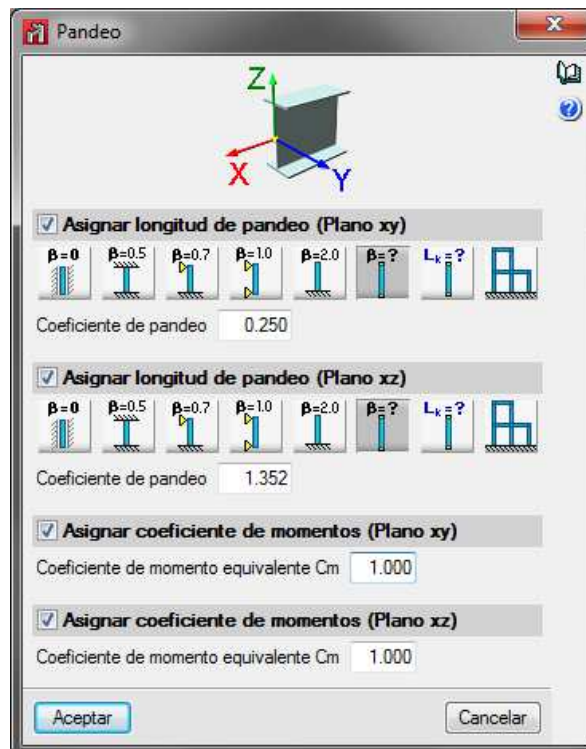 Pandeo
Z
X
Y
Asignar longitud de pandeo (Plano xy)
β=0 β=0.5 β=0.7 β=1.0 β=2.0 β=? Lk=?
Coeficiente de pandeo 0.250
Asignar longitud de pandeo (Plano xz)
β=0 β=0.5 β=0.7 β=1.0 β=2.0 β=? Lk=?
Coeficiente de pandeo 1.352
Asignar coeficiente de momentos (Plano xy)
Coeficiente de momento equivalente Cm 1.000
Asignar coeficiente de momentos (Plano xz)
Coeficiente de momento equivalente Cm 1.000
Aceptar Cancelar